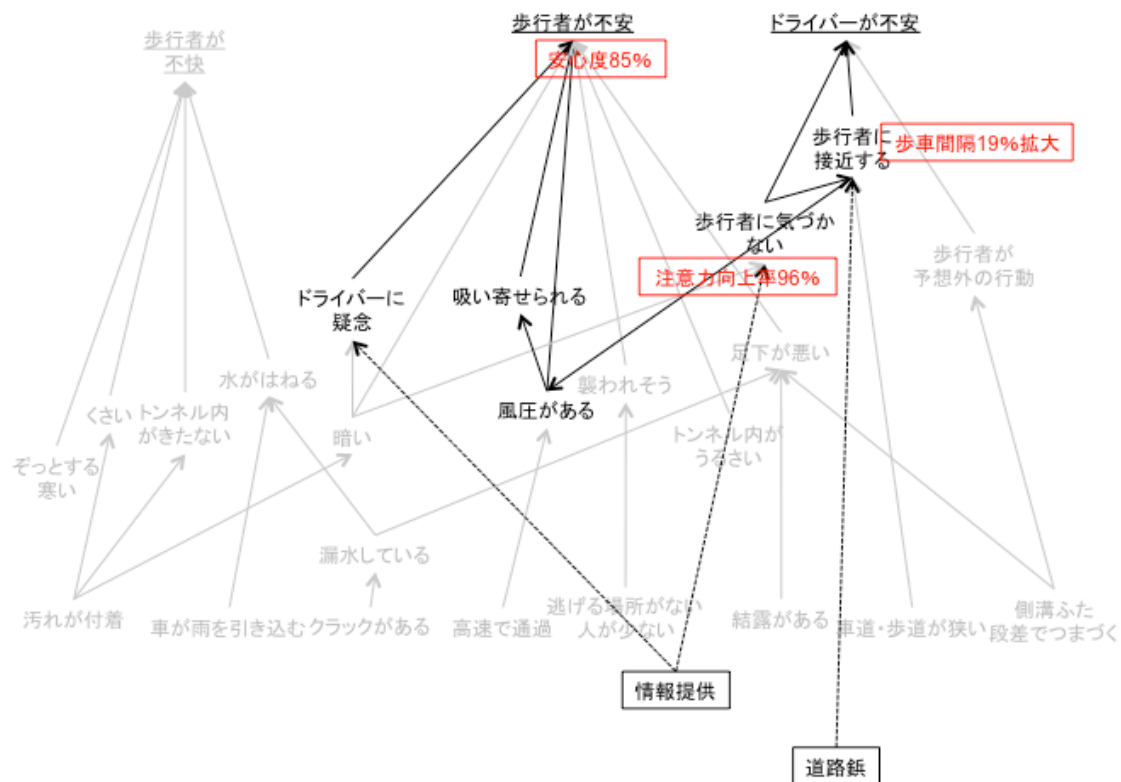 歩行者が
不快
歩行者が不安
安心度85%
ドライバーが不安
歩行者に
接近する
歩車間隔19%拡大
歩行者に気づか
ない
注意力向上率96%
歩行者が
予想外の行動
ドライバーに
疑念
吸い寄せられる
足下が悪い
水がはねる
襲われそう
風圧がある
くさい
トンネル内
がきたない
暗い
トンネル内が
うるさい
ぞっとする
寒い
漏水している
汚れが付着
車が雨を引き込む
クラックがある
高速で通過
逃げる場所がない
人が少ない
結露がある
車道・歩道が狭い
側溝ふた
段差でつまづく
情報提供
道路鋲